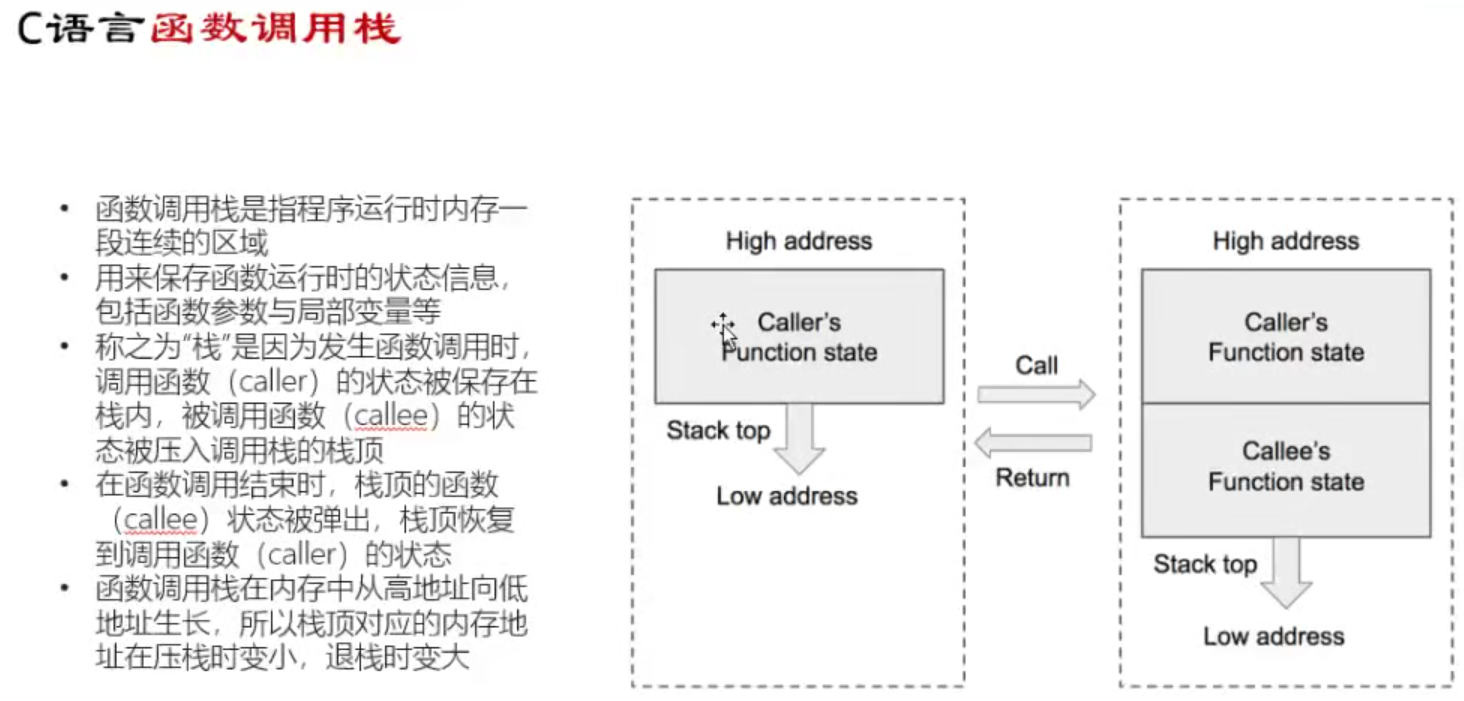 C语言函数调用栈
• 函数调用栈是指程序运行时内存一
段连续的区域
• 用来保存函数运行时的状态信息，
包括函数参数与局部变量等
• 称之为“栈”是因为发生函数调用时，
调用函数（caller）的状态被保存在
栈内，被调用函数（callee）的状
态被压入调用栈的栈顶
• 在函数调用结束时，栈顶的函数
（callee）状态被弹出，栈顶恢复
到调用函数（caller）的状态
• 函数调用栈在内存中从高地址向低
地址生长，所以栈顶对应的内存地
址在压栈时变小，退栈时变大
High address
Caller's
Function state
Stack top
Low address
Call
Return
High address
Caller's
Function state
Callee's
Function state
Stack top
Low address